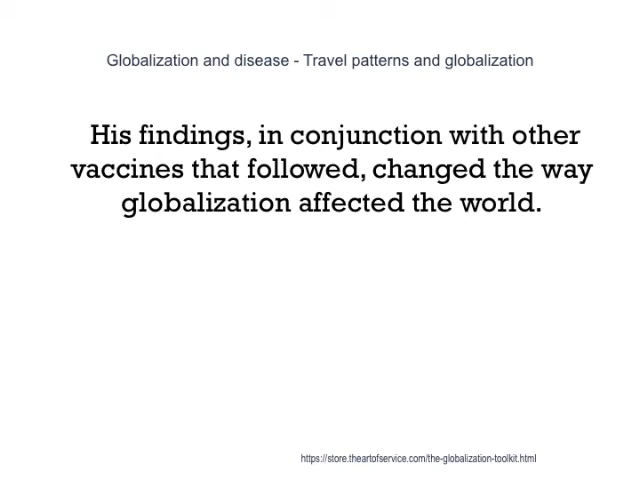 Globalization and disease - Travel patterns and globalization
His findings, in conjunction with other
vaccines that followed, changed the way
globalization affected the world.
https://store.theartofservice.com/the-globalization-toolkit.html